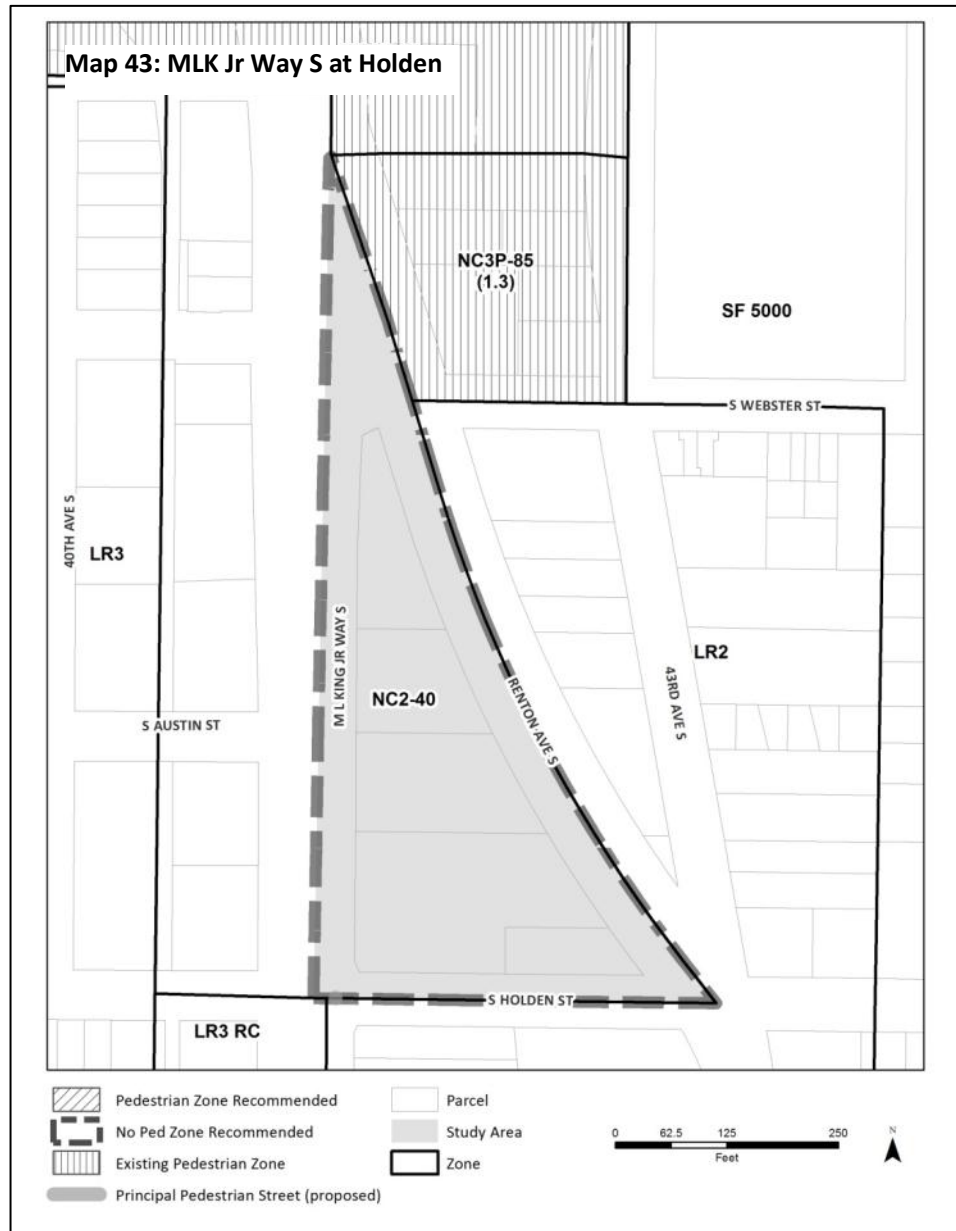 Map 43: MLK Jr Way S at Holden
NC3P-85
(1.3)
SF 5000
S WEBSTER ST
40TH AVE S
LR3
M L KING JR WAY S
NC2-40
RENTON AVE S
43RD AVE S
LR2
S AUSTIN ST
S HOLDEN ST
LR3 RC
Pedestrian Zone Recommended
No Ped Zone Recommended
Existing Pedestrian Zone
Principal Pedestrian Street (proposed)
Parcel
Study Area
Zone
0 62.5 125 250
Feet
N